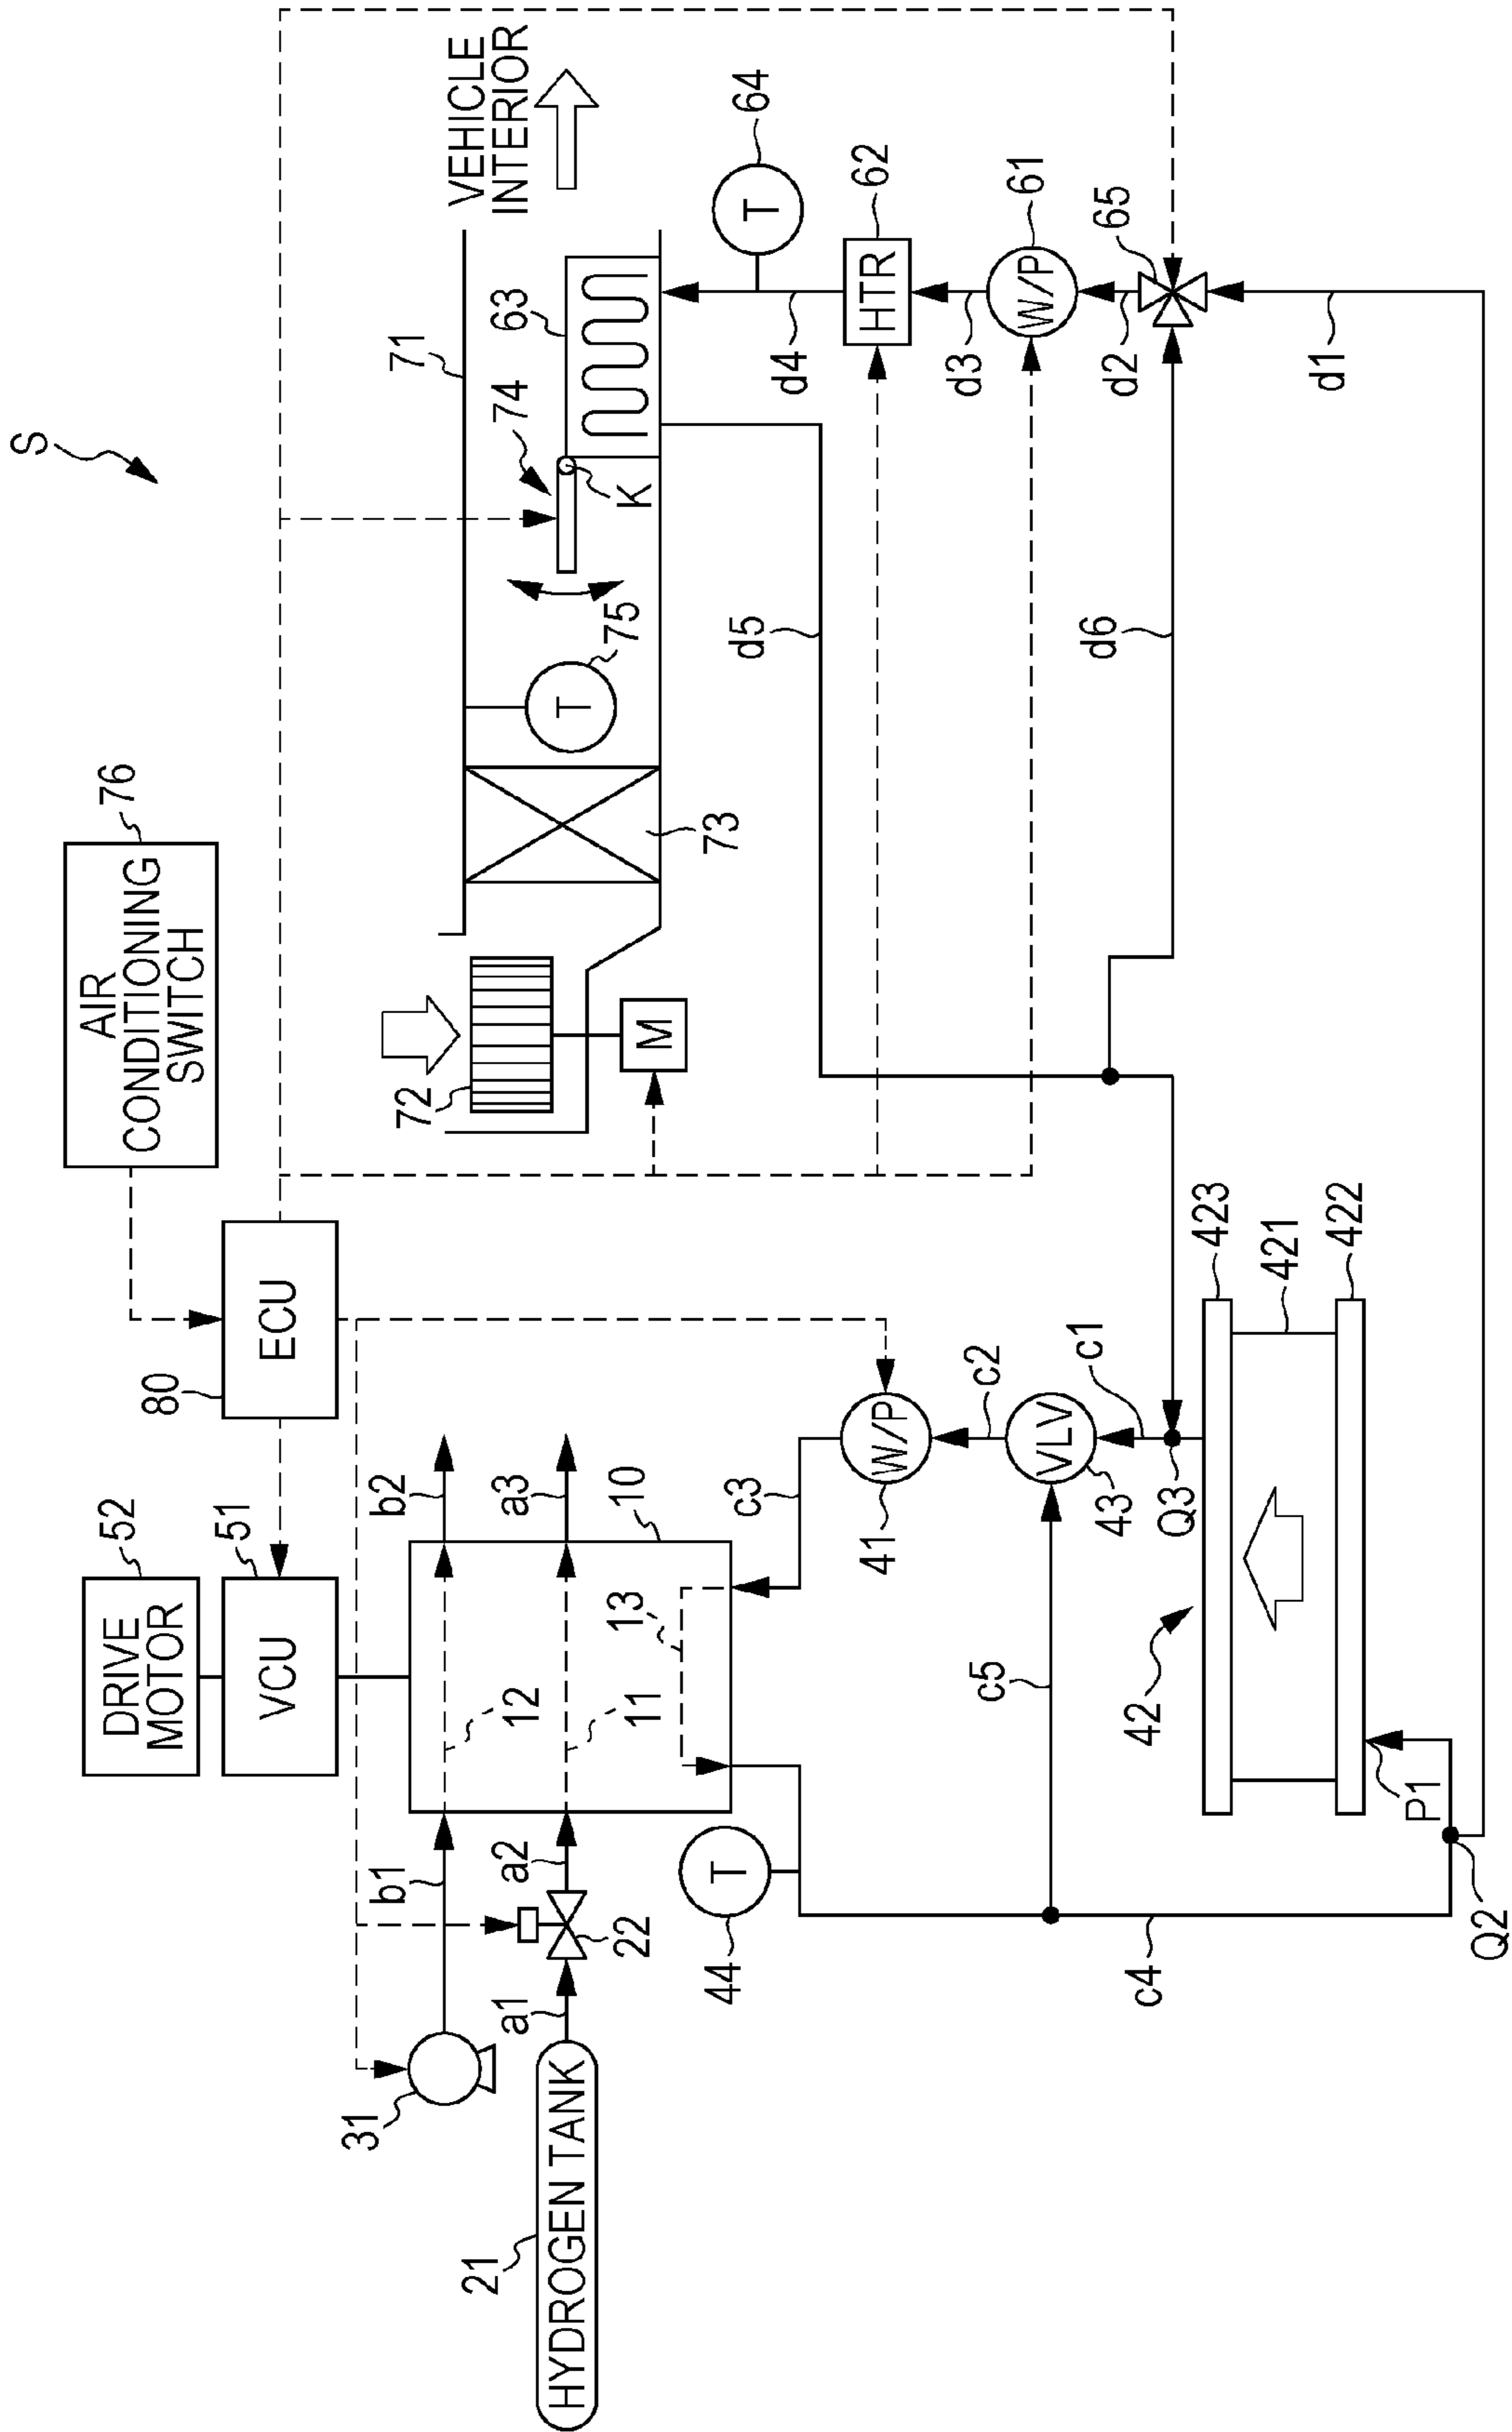 S
AIR
CONDITIONING
SWITCH
76
DRIVE
MOTOR
52
VCU
51
ECU
80
VEHICLE
INTERIOR
71
72
M
73
T
75
74
K
63
T
64
HTR
62
W/P
61
65
d1
d2
d3
d4
d5
d6
b1
b2
a1
a2
a3
10
11
12
13
22
31
HYDROGEN TANK
21
T
44
W/P
41
VLV
43
c1
c2
c3
c4
c5
Q3
42
423
421
422
P1
Q2